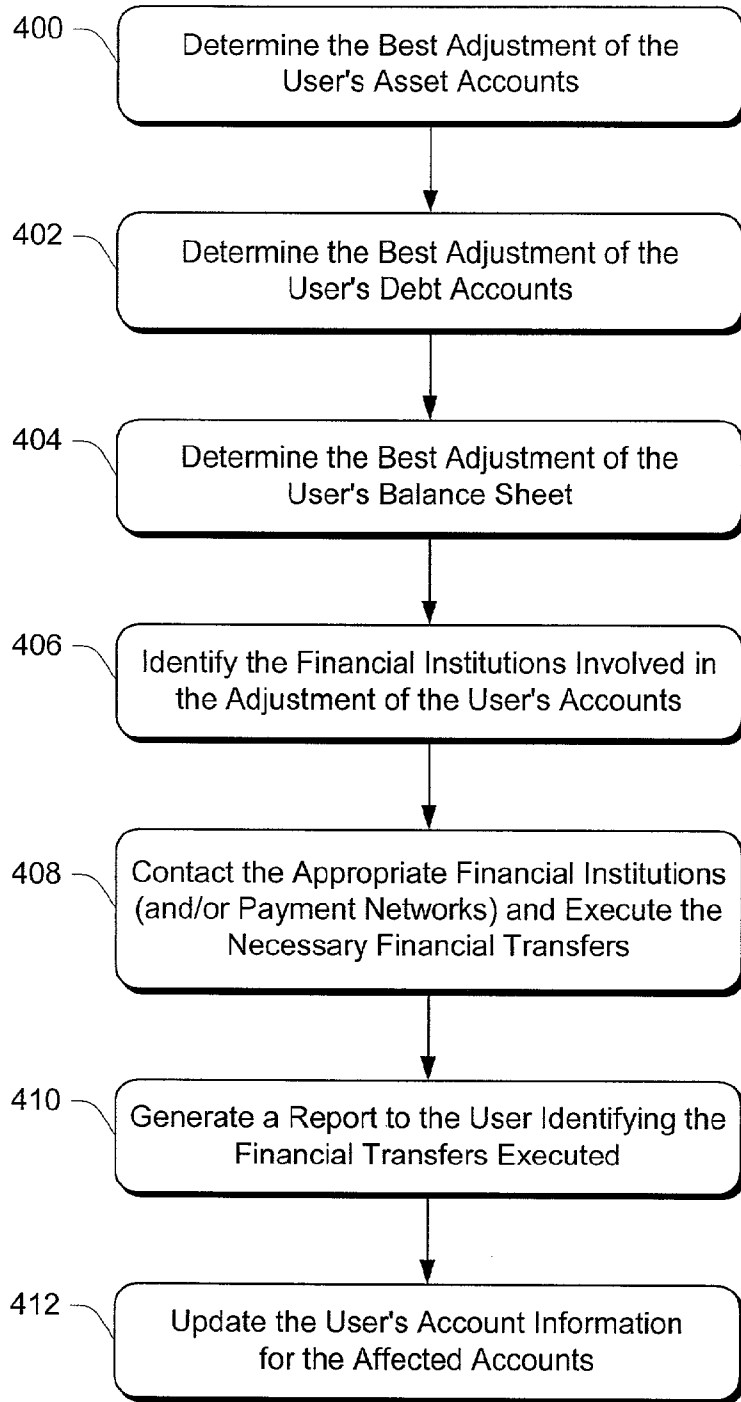 400
Determine the Best Adjustment of the
User's Asset Accounts
402
Determine the Best Adjustment of the
User's Debt Accounts
404
Determine the Best Adjustment of the
User's Balance Sheet
406
Identify the Financial Institutions Involved in
the Adjustment of the User's Accounts
408
Contact the Appropriate Financial Institutions
(and/or Payment Networks) and Execute the
Necessary Financial Transfers
410
Generate a Report to the User Identifying the
Financial Transfers Executed
412
Update the User's Account Information
for the Affected Accounts